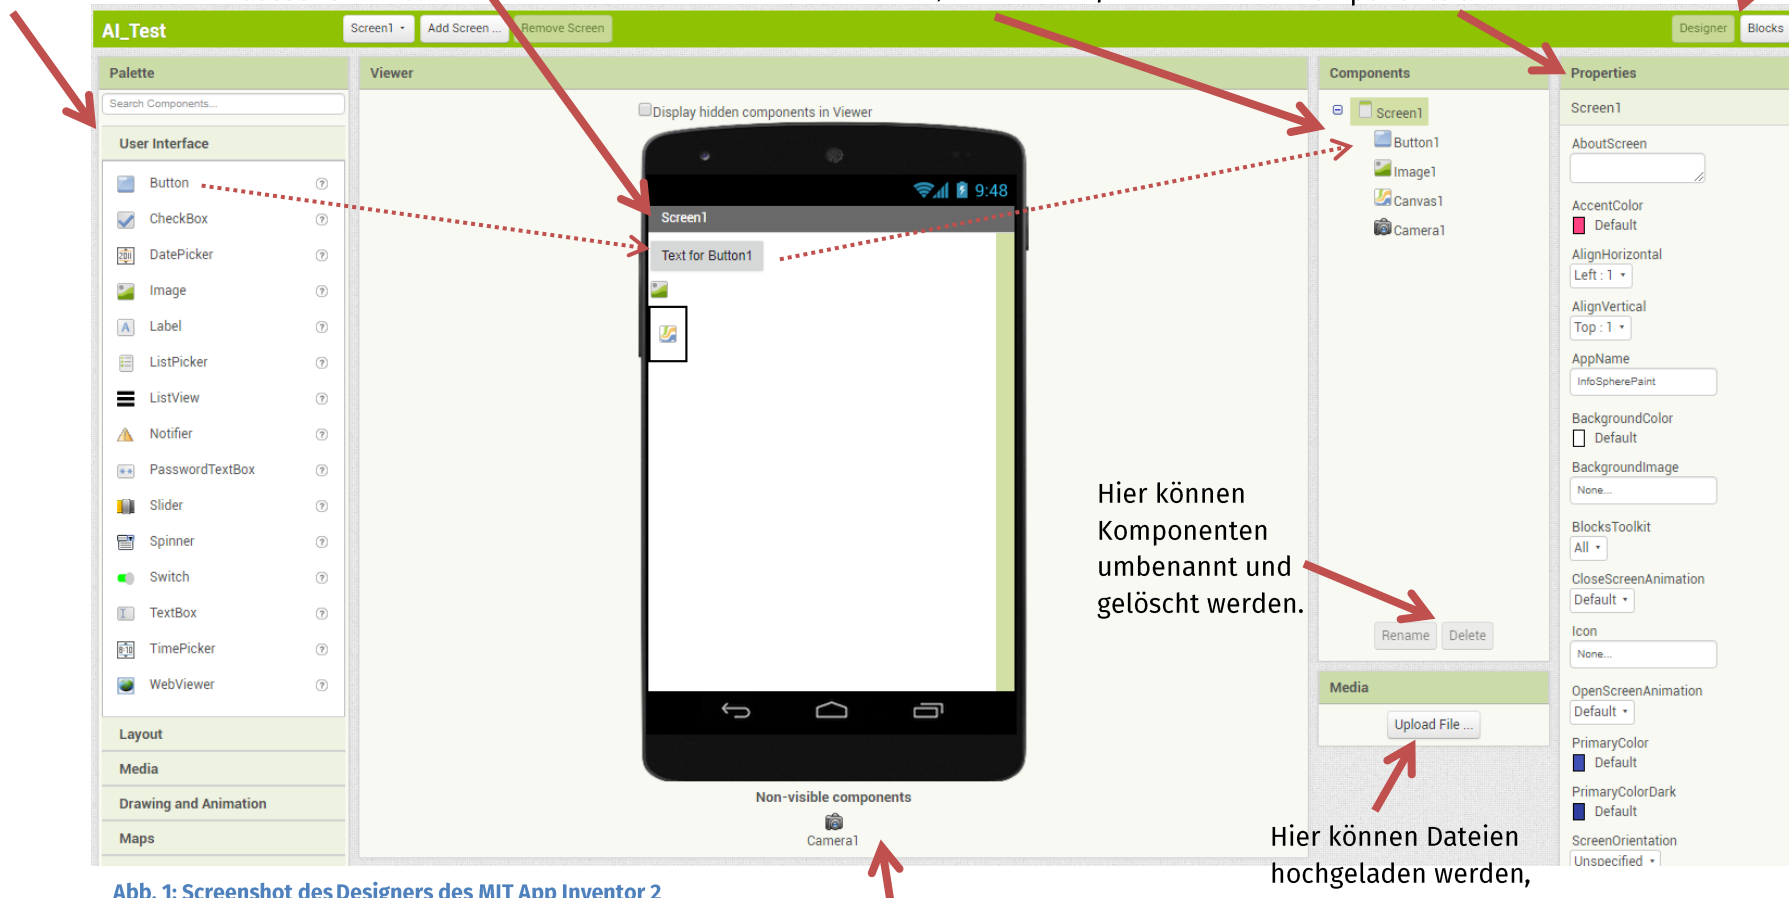 AI_Test
Screen1
Add Screen ...
Remove Screen
Designer
Blocks
Palette
Search Components...
User Interface
Button
CheckBox
DatePicker
Image
Label
ListPicker
ListView
Notifier
PasswordTextBox
Slider
Spinner
Switch
TextBox
TimePicker
WebViewer
Layout
Media
Drawing and Animation
Maps
Viewer
Display hidden components in Viewer
9:48
Screen1
Text for Button1
Non-visible components
Camera1
Hier können
Komponenten
umbenannt und
gelöscht werden.
Components
Screen1
Button1
Image1
Canvas1
Camera1
Rename
Delete
Media
Upload File ...
Hier können Dateien
hochgeladen werden,
Properties
Screen1
AboutScreen
AccentColor
Default
AlignHorizontal
Left : 1
AlignVertical
Top : 1
AppName
InfoSpherePaint
BackgroundColor
Default
BackgroundImage
None...
BlocksToolkit
All
CloseScreenAnimation
Default
Icon
None...
OpenScreenAnimation
Default
PrimaryColor
Default
PrimaryColorDark
Default
ScreenOrientation
Unspecified
Abb. 1: Screenshot des Designers des MIT App Inventor 2